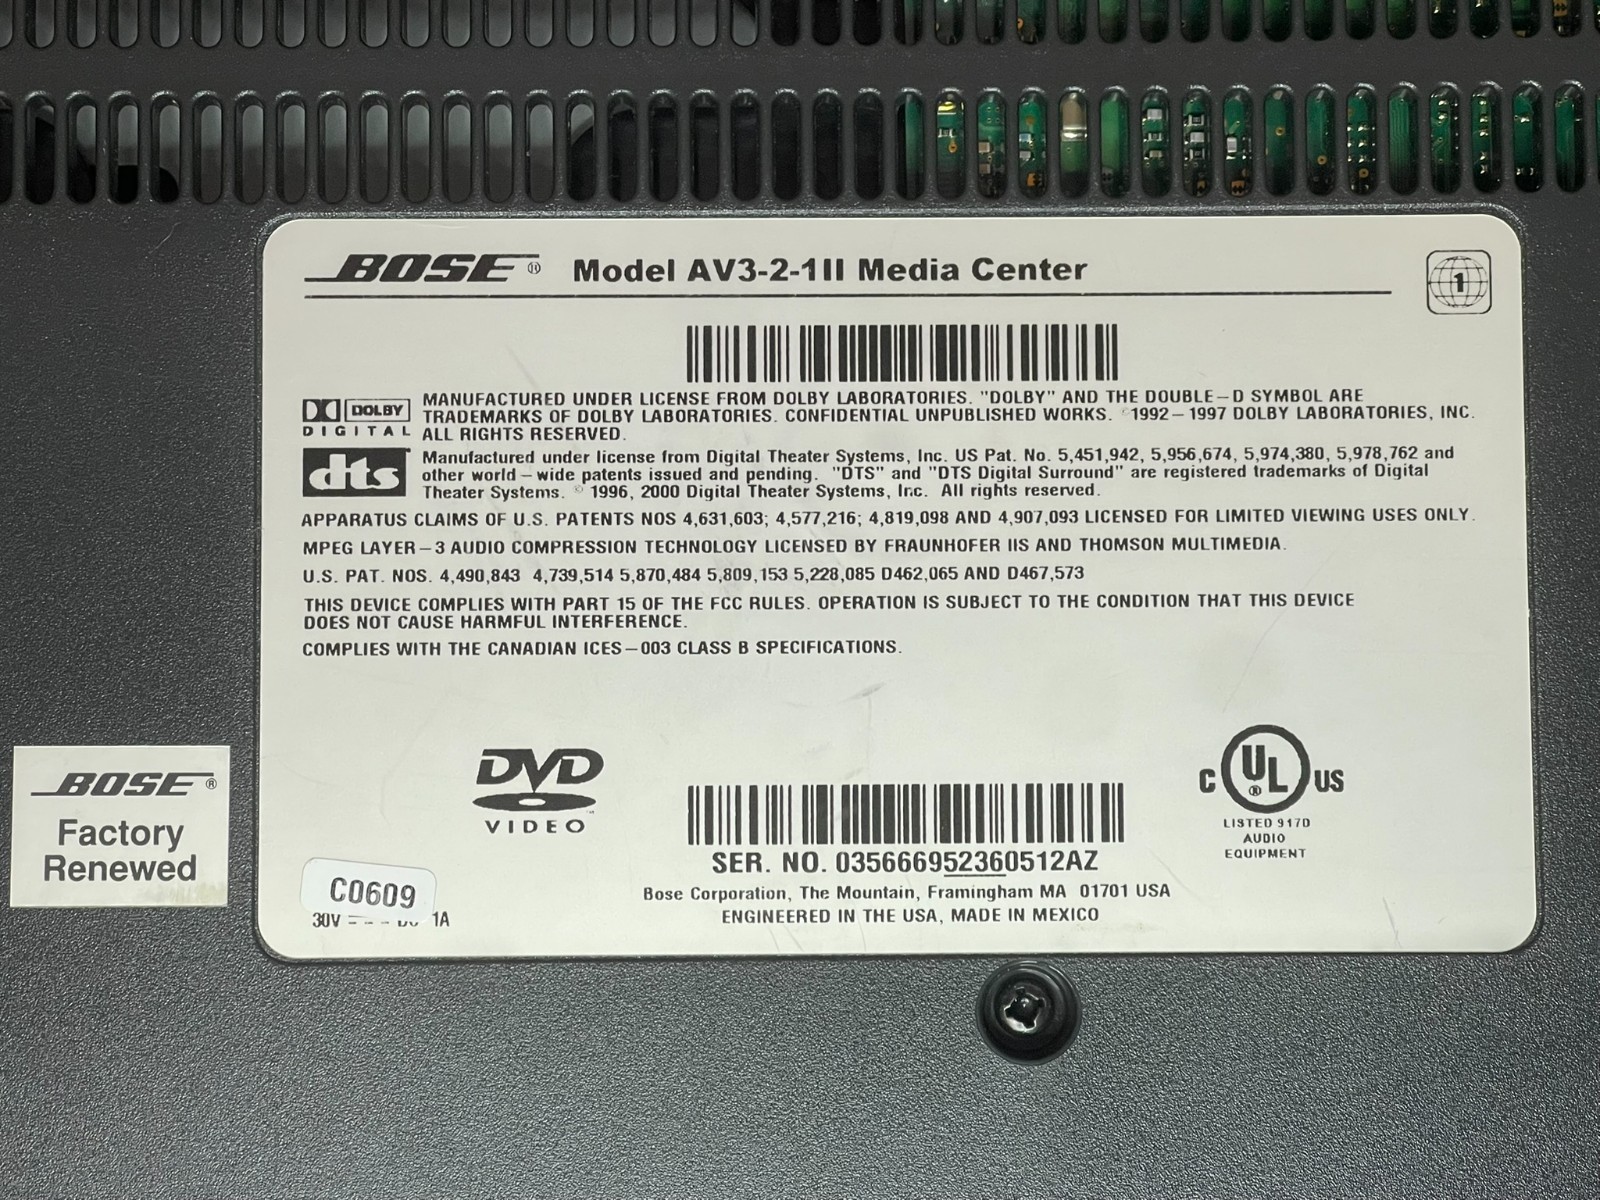 BOSE® Model AV3-2-1II Media Center
1
MANUFACTURED UNDER LICENSE FROM DOLBY LABORATORIES. "DOLBY" AND THE DOUBLE–D SYMBOL ARE
TRADEMARKS OF DOLBY LABORATORIES. CONFIDENTIAL UNPUBLISHED WORKS. ©1992–1997 DOLBY LABORATORIES, INC.
ALL RIGHTS RESERVED.
DOLBY
DIGITAL
dts
Manufactured under license from Digital Theater Systems, Inc. US Pat. No. 5,451,942, 5,956,674, 5,974,380, 5,978,762 and
other world–wide patents issued and pending. "DTS" and "DTS Digital Surround" are registered trademarks of Digital
Theater Systems. © 1996, 2000 Digital Theater Systems, Inc. All rights reserved.
APPARATUS CLAIMS OF U.S. PATENTS NOS 4,631,603; 4,577,216; 4,819,098 AND 4,907,093 LICENSED FOR LIMITED VIEWING USES ONLY.
MPEG LAYER–3 AUDIO COMPRESSION TECHNOLOGY LICENSED BY FRAUNHOFER IIS AND THOMSON MULTIMEDIA.
U.S. PAT. NOS. 4,490,843 4,739,514 5,870,484 5,809,153 5,228,085 D462,065 AND D467,573
THIS DEVICE COMPLIES WITH PART 15 OF THE FCC RULES. OPERATION IS SUBJECT TO THE CONDITION THAT THIS DEVICE
DOES NOT CAUSE HARMFUL INTERFERENCE.
COMPLIES WITH THE CANADIAN ICES–003 CLASS B SPECIFICATIONS.
BOSE®
Factory
Renewed
DVD
VIDEO
C0609
30V 1A
SER. NO. 035666952360512AZ
Bose Corporation, The Mountain, Framingham MA 01701 USA
ENGINEERED IN THE USA, MADE IN MEXICO
C UL® US
LISTED 917D
AUDIO
EQUIPMENT